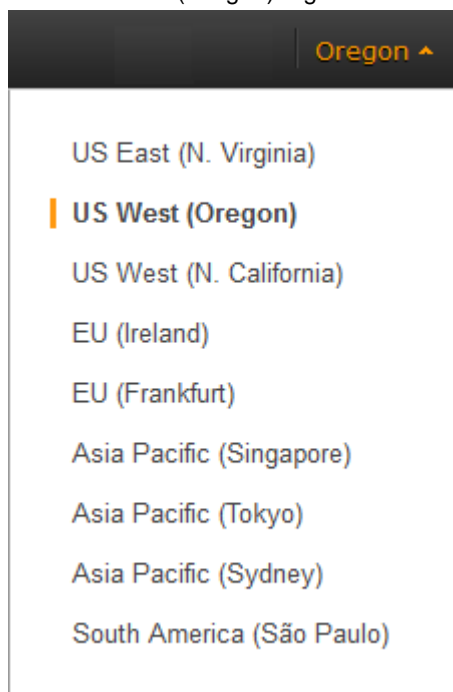 Oregon
US East (N. Virginia)
US West (Oregon)
US West (N. California)
EU (Ireland)
EU (Frankfurt)
Asia Pacific (Singapore)
Asia Pacific (Tokyo)
Asia Pacific (Sydney)
South America (São Paulo)